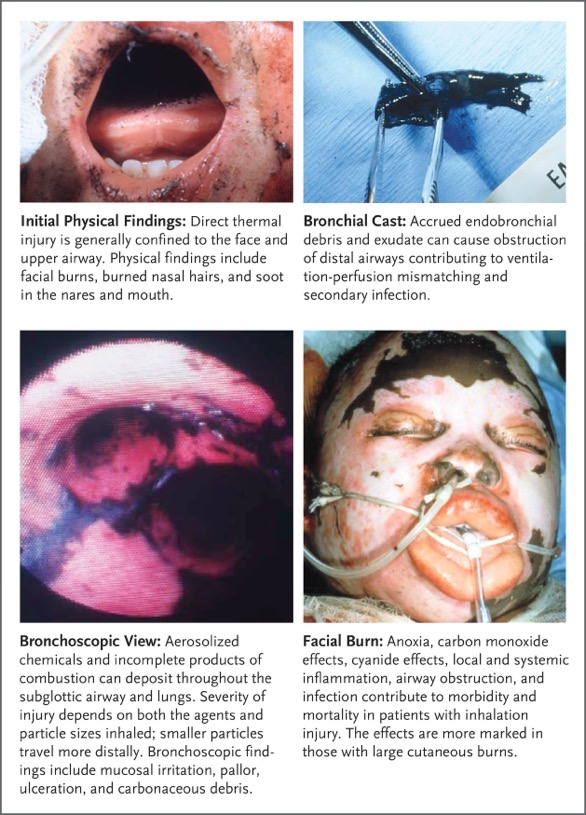 Initial Physical Findings: Direct thermal
injury is generally confined to the face and
upper airway. Physical findings include
facial burns, burned nasal hairs, and soot
in the nares and mouth.
Bronchial Cast: Accrued endobronchial
debris and exudate can cause obstruction
of distal airways contributing to ventila-
tion-perfusion mismatching and
secondary infection.
Bronchoscopic View: Aerosolized
chemicals and incomplete products of
combustion can deposit throughout the
subglottic airway and lungs. Severity of
injury depends on both the agents and
particle sizes inhaled; smaller particles
travel more distally. Bronchoscopic find-
ings include mucosal irritation, pallor,
ulceration, and carbonaceous debris.
Facial Burn: Anoxia, carbon monoxide
effects, cyanide effects, local and systemic
inflammation, airway obstruction, and
infection contribute to morbidity and
mortality in patients with inhalation
injury. The effects are more marked in
those with large cutaneous burns.